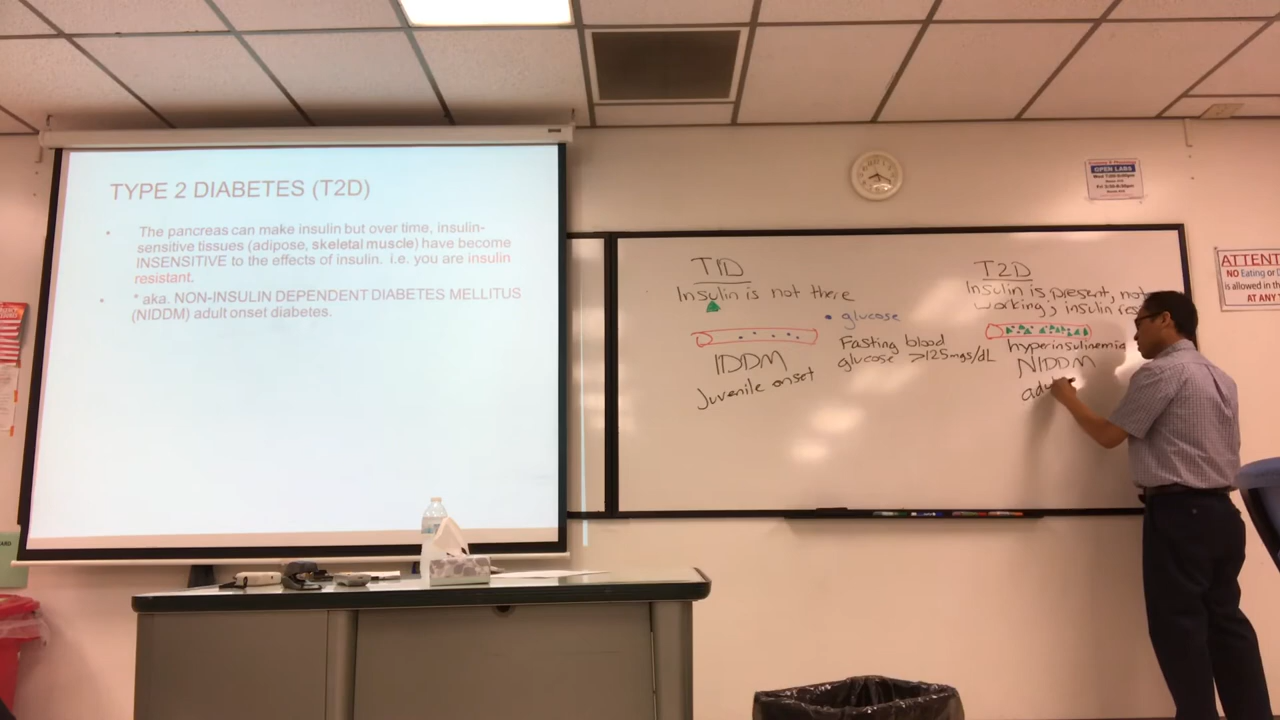 TYPE 2 DIABETES (T2D)
• The pancreas can make insulin but over time, insulin-
sensitive tissues (adipose, skeletal muscle) have become
INSENSITIVE to the effects of insulin. i.e. you are insulin
resistant.
• * aka. NON-INSULIN DEPENDENT DIABETES MELLITUS
(NIDDM) adult onset diabetes.
T1D
Insulin is not there
IDDM
Juvenile onset
• glucose
Fasting blood
glucose >125mgs/dL
T2D
Insulin is present, not
working, insulin res
hyperinsulinemia
NIDDM
adu
OPEN LABS
ATTENT
NO Eating or D
is allowed in the
AT ANY